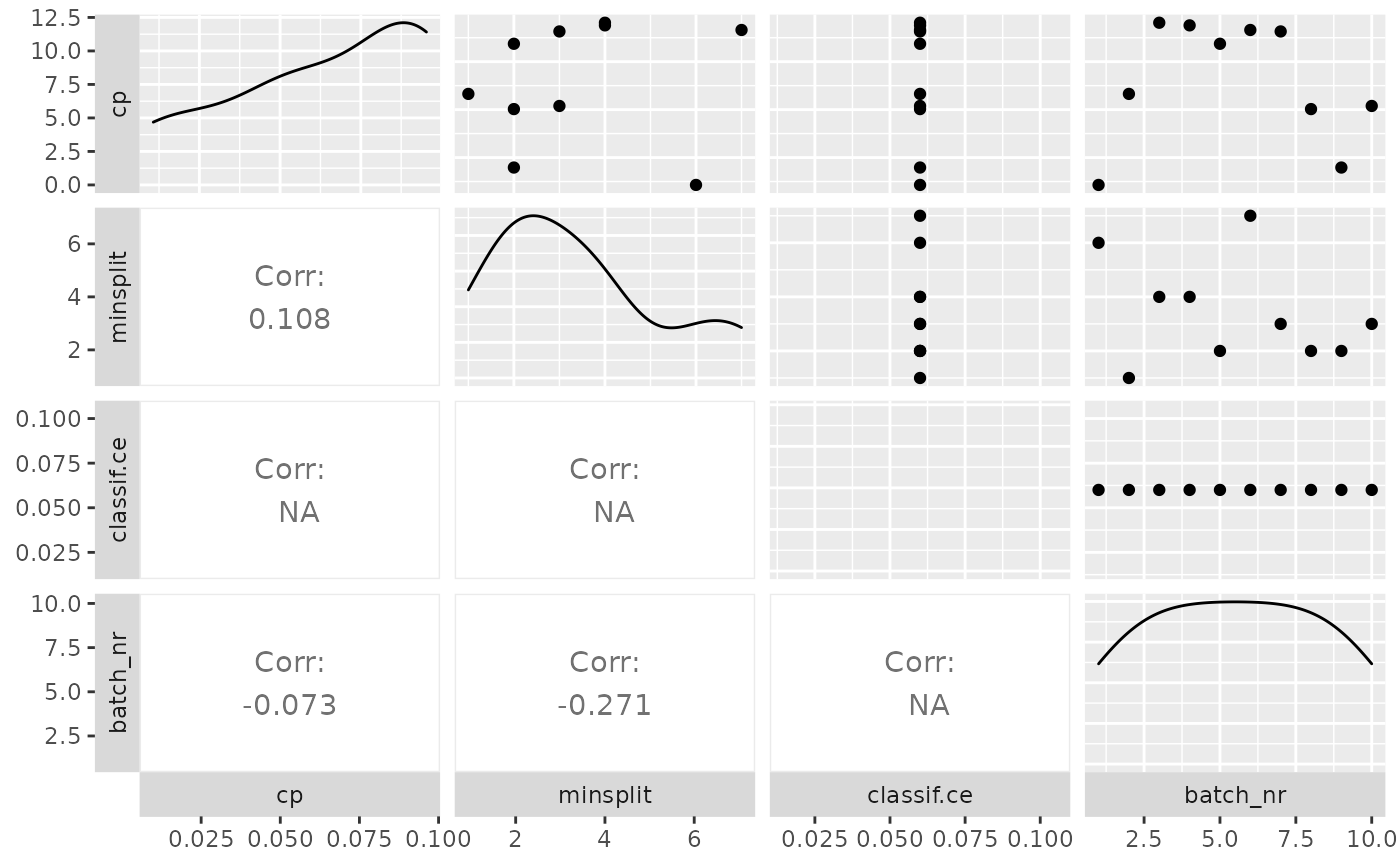 12.5
10.0
7.5
5.0
2.5
0.0
cp
6
4
2
minsplit
Corr:
0.108
0.100
0.075
0.050
0.025
classif.ce
Corr:
NA
Corr:
NA
10.0
7.5
5.0
2.5
batch_nr
Corr:
-0.073
Corr:
-0.271
Corr:
NA
cp
minsplit
classif.ce
batch_nr
0.025 0.050 0.075 0.100
2 4 6
0.025 0.050 0.075 0.100
2.5 5.0 7.5 10.0